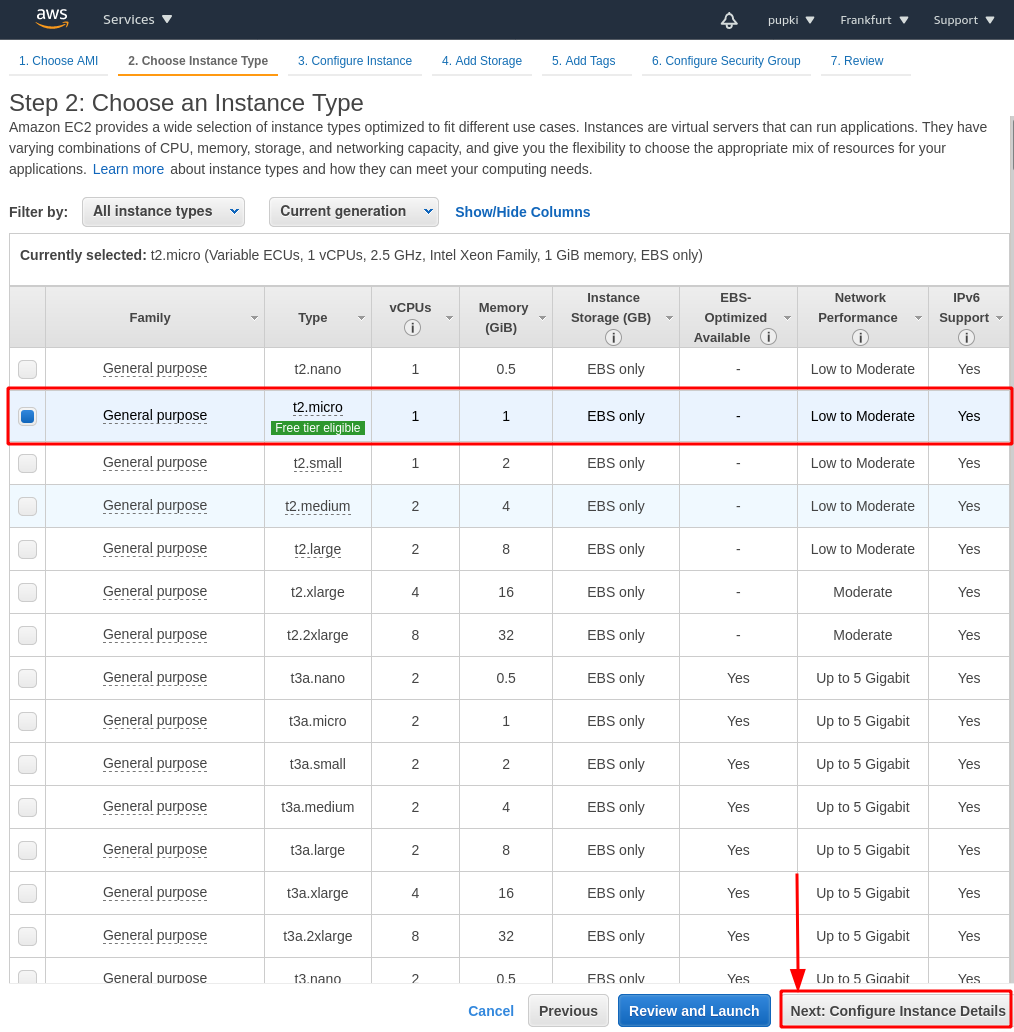 aws Services pupki Frankfurt Support
1. Choose AMI 2. Choose Instance Type 3. Configure Instance 4. Add Storage 5. Add Tags 6. Configure Security Group 7. Review
Step 2: Choose an Instance Type
Amazon EC2 provides a wide selection of instance types optimized to fit different use cases. Instances are virtual servers that can run applications. They have
varying combinations of CPU, memory, storage, and networking capacity, and give you the flexibility to choose the appropriate mix of resources for your
applications. Learn more about instance types and how they can meet your computing needs.
Filter by: All instance types Current generation Show/Hide Columns
Currently selected: t2.micro (Variable ECUs, 1 vCPUs, 2.5 GHz, Intel Xeon Family, 1 GiB memory, EBS only)
Family Type vCPUs Memory (GiB) Instance Storage (GB) EBS-Optimized Available Network Performance IPv6 Support
General purpose t2.nano 1 0.5 EBS only - Low to Moderate Yes
General purpose t2.micro Free tier eligible 1 1 EBS only - Low to Moderate Yes
General purpose t2.small 1 2 EBS only - Low to Moderate Yes
General purpose t2.medium 2 4 EBS only - Low to Moderate Yes
General purpose t2.large 2 8 EBS only - Low to Moderate Yes
General purpose t2.xlarge 4 16 EBS only - Moderate Yes
General purpose t2.2xlarge 8 32 EBS only - Moderate Yes
General purpose t3a.nano 2 0.5 EBS only Yes Up to 5 Gigabit Yes
General purpose t3a.micro 2 1 EBS only Yes Up to 5 Gigabit Yes
General purpose t3a.small 2 2 EBS only Yes Up to 5 Gigabit Yes
General purpose t3a.medium 2 4 EBS only Yes Up to 5 Gigabit Yes
General purpose t3a.large 2 8 EBS only Yes Up to 5 Gigabit Yes
General purpose t3a.xlarge 4 16 EBS only Yes Up to 5 Gigabit Yes
General purpose t3a.2xlarge 8 32 EBS only Yes Up to 5 Gigabit Yes
General purpose t3.nano 2 0.5 EBS only Yes Up to 5 Gigabit Yes
Cancel Previous Review and Launch Next: Configure Instance Details